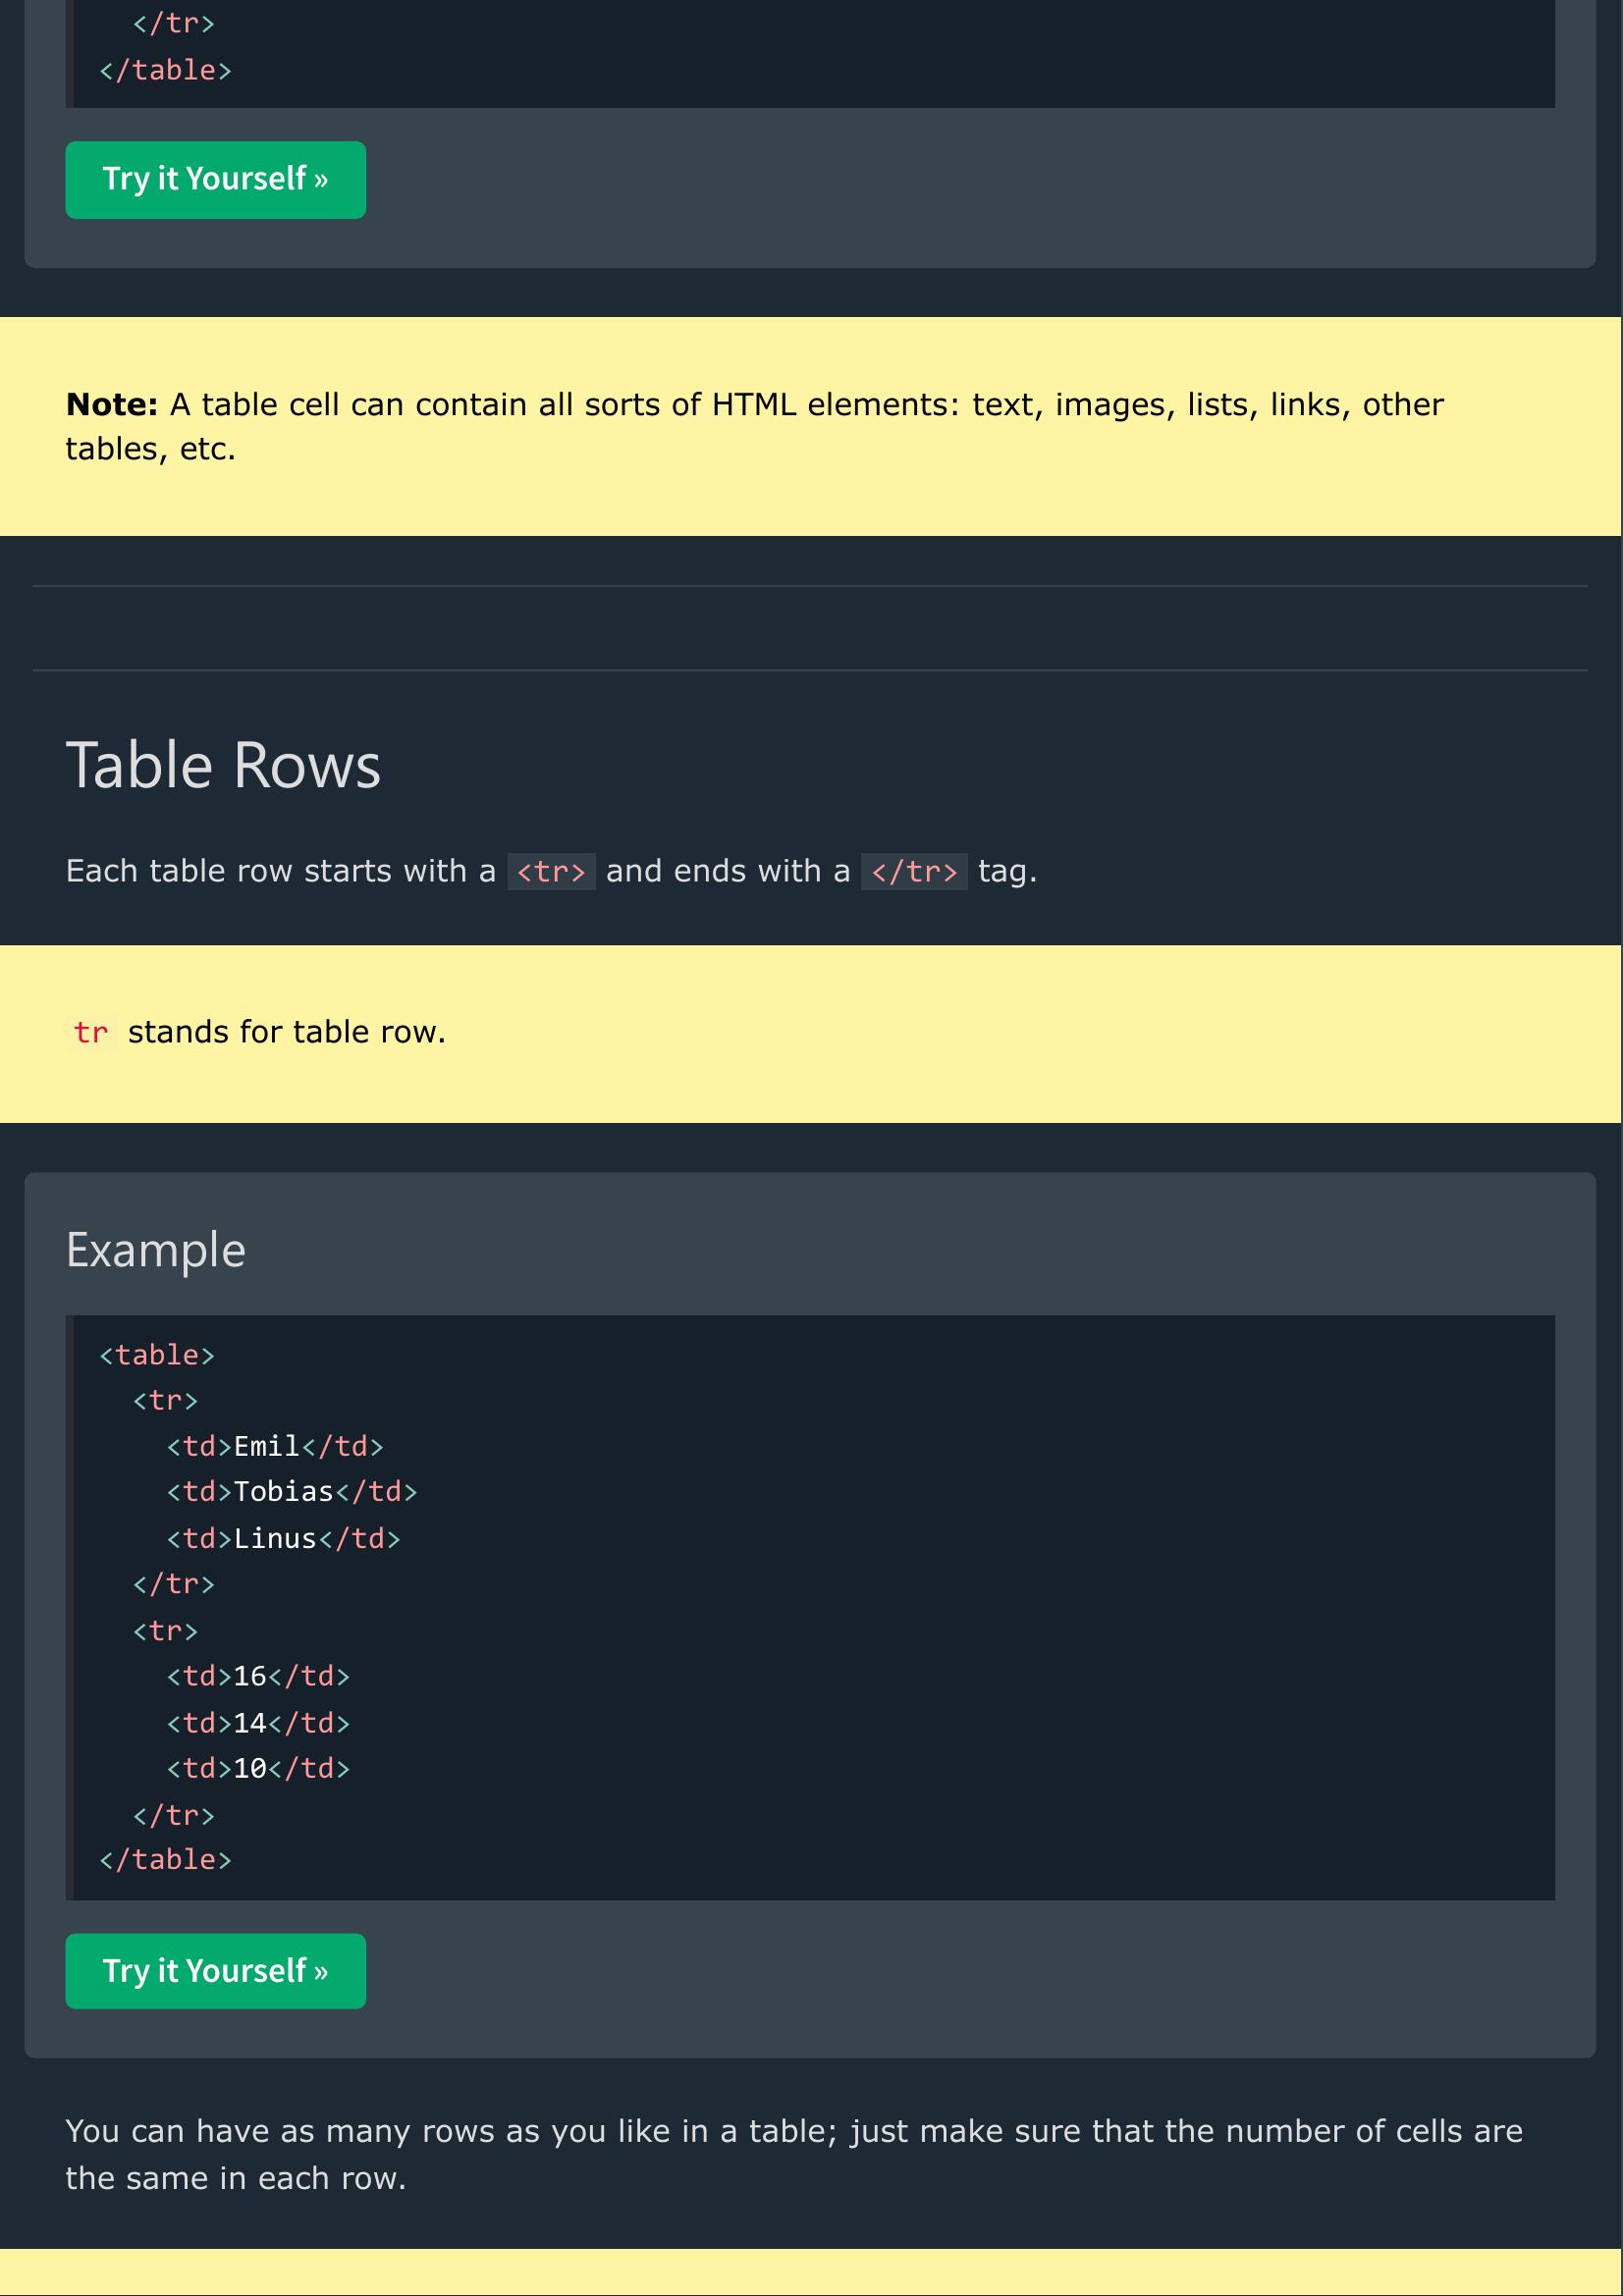 </tr>
</table>
Try it Yourself »
Note: A table cell can contain all sorts of HTML elements: text, images, lists, links, other
tables, etc.
Table Rows
Each table row starts with a <tr> and ends with a </tr> tag.
tr stands for table row.
Example
<table>
  <tr>
    <td>Emil</td>
    <td>Tobias</td>
    <td>Linus</td>
  </tr>
  <tr>
    <td>16</td>
    <td>14</td>
    <td>10</td>
  </tr>
</table>
Try it Yourself »
You can have as many rows as you like in a table; just make sure that the number of cells are
the same in each row.